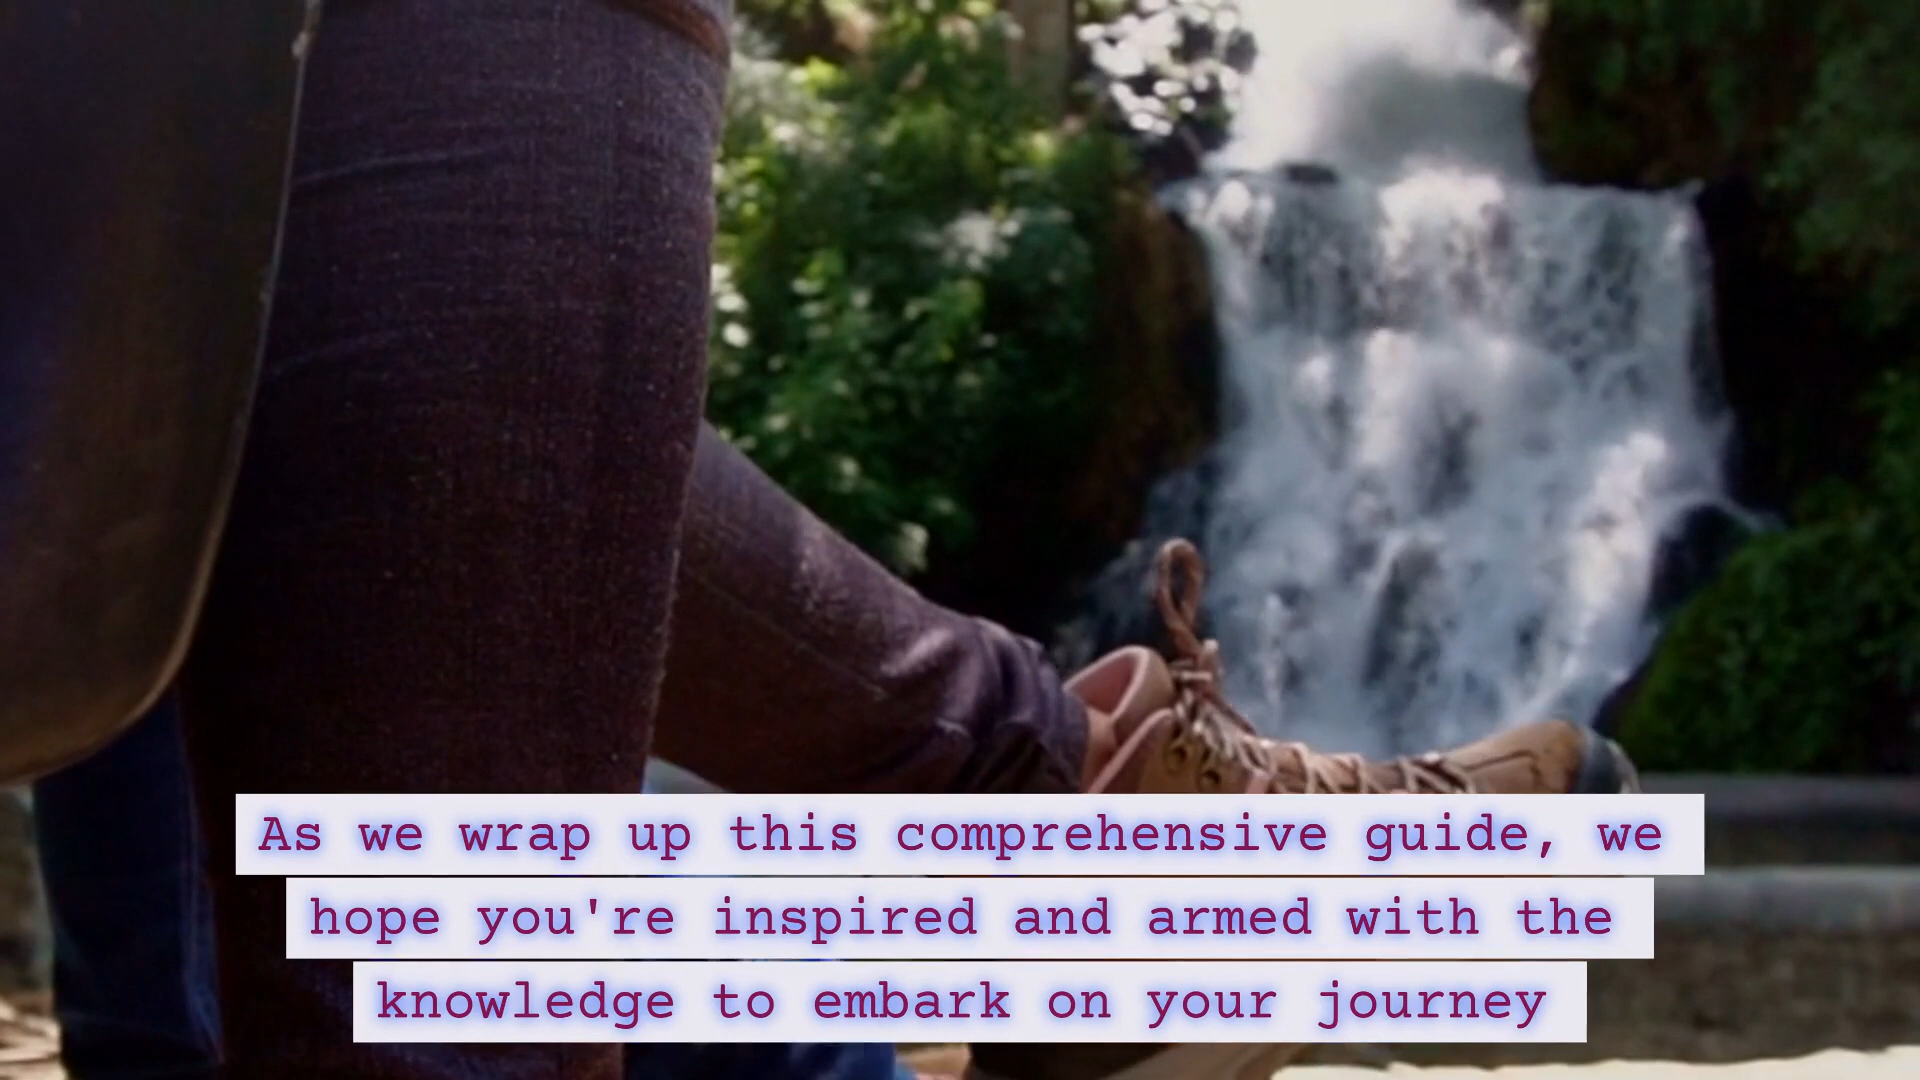 As we wrap up this comprehensive guide, we
hope you're inspired and armed with the
knowledge to embark on your journey